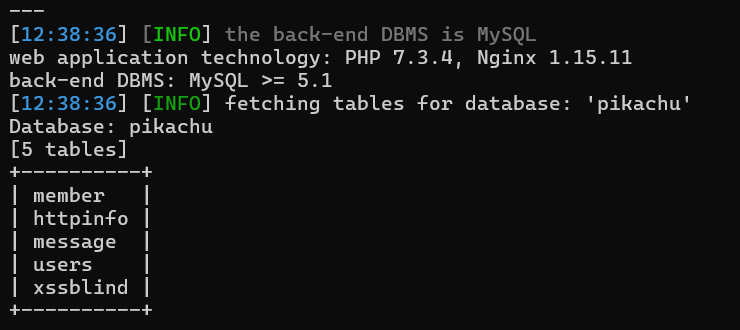 ---
[12:38:36] [INFO] the back-end DBMS is MySQL
web application technology: PHP 7.3.4, Nginx 1.15.11
back-end DBMS: MySQL >= 5.1
[12:38:36] [INFO] fetching tables for database: 'pikachu'
Database: pikachu
[5 tables]
+----------+
| member   |
| httpinfo |
| message  |
| users    |
| xssblind |
+----------+